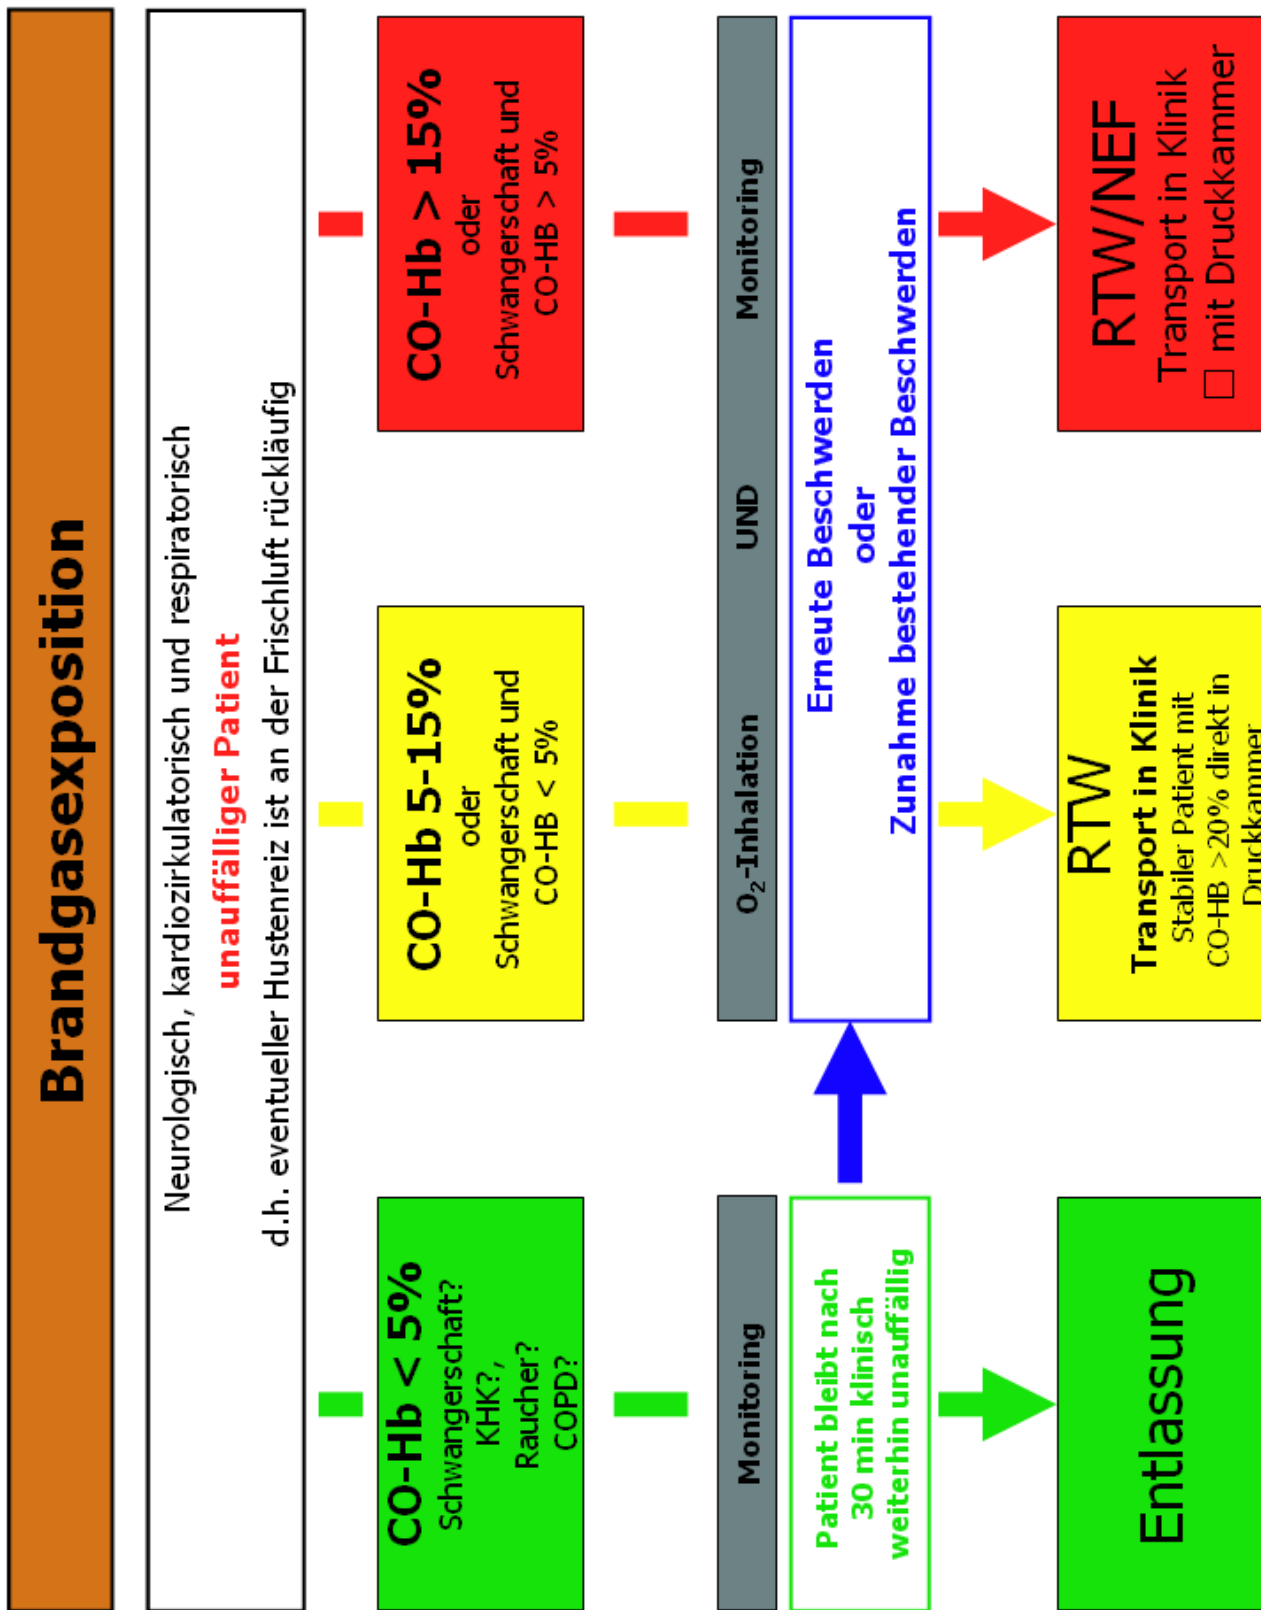 Brandgasexposition
Neurologisch, kardiozirkulatorisch und respiratorisch
unauffälliger Patient
d.h. eventueller Hustenreiz ist an der Frischluft rückläufig
CO-Hb < 5%
Schwangerschaft?
KHK?,
Raucher?
COPD?
CO-Hb 5-15%
oder
Schwangerschaft und
CO-HB < 5%
CO-Hb > 15%
oder
Schwangerschaft und
CO-HB > 5%
Monitoring
O₂-Inhalation UND Monitoring
Patient bleibt nach
30 min klinisch
weiterhin unauffällig
Erneute Beschwerden
oder
Zunahme bestehender Beschwerden
Entlassung
RTW
Transport in Klinik
Stabiler Patient mit
CO-HB >20% direkt in
Druckkammer
RTW/NEF
Transport in Klinik
□ mit Druckkammer